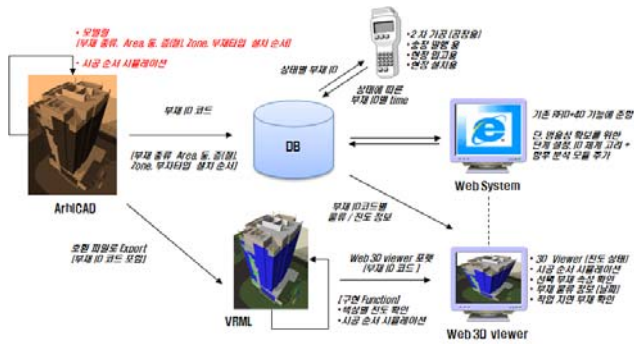 • 모델링
[부재 종류, Area, 동, 층(절), Zone, 부재타입 설치 순서]
• 시공 순서 시뮬레이션
ArhiCAD
부재 ID 코드
[부재 종류, Area, 동, 층(절), Zone, 부재타입 설치 순서]
상태별 부재 ID
상태에 따른
부재 ID별 time
• 2차 가공 (공장용)
• 송장 발행 용
• 현장 입고용
• 현장 설치용
DB
기존 RFID+4D 기능에 준함
단, 범용성 확보를 위한
단계 설정, ID 체계 고려 +
향후 분석 모듈 추가
Web System
부재 ID코드별
물류 / 진도 정보
호환 파일로 Export
[부재 ID 코드 포함]
VRML
Web 3D viewer 포맷
[부재 ID 코드]
[구현 Function]
• 색상별 진도 확인
• 시공 순서 시뮬레이션
• 3D Viewer (진도 상태)
• 시공 순서 시뮬레이션
• 선택 부재 속성 확인
• 부재 물류 정보 (날짜)
• 작업 지연 부재 확인
Web 3D viewer